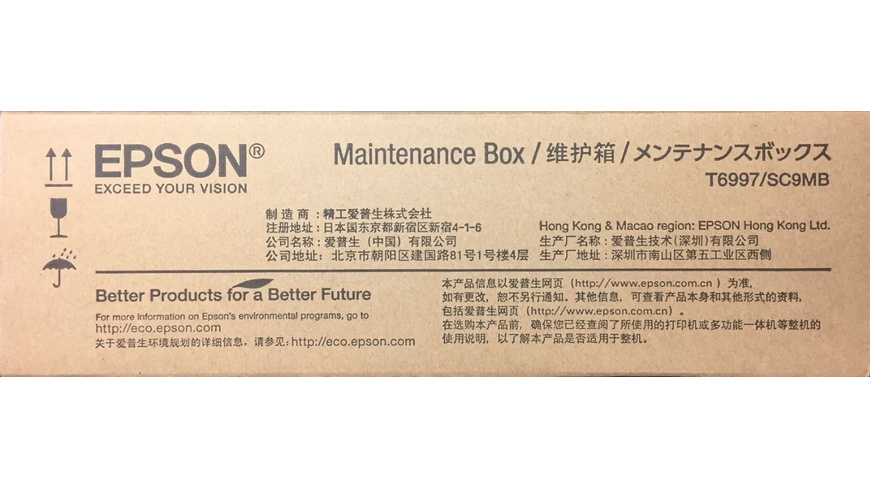 EPSON®
EXCEED YOUR VISION
Maintenance Box/维护箱/メンテナンスボックス
T6997/SC9MB
制 造 商：精工爱普生株式会社
注册地址：日本国东京都新宿区新宿4-1-6
公司名称：爱普生（中国）有限公司
公司地址：北京市朝阳区建国路81号1号楼4层
Hong Kong & Macao region: EPSON Hong Kong Ltd.
生产厂名称：爱普生技术(深圳)有限公司
生产厂地址：深圳市南山区第五工业区西侧
Better Products for a Better Future
For more information on Epson's environmental programs, go to
http://eco.epson.com
关于爱普生环境规划的详细信息，请参见:http://eco.epson.com
本产品信息以爱普生网页（http://www.epson.com.cn）为准，
如有更改，恕不另行通知。其他信息，可查看产品本身和其他形式的资料，
包括爱普生网页（http://www.epson.com.cn）。
在选购本产品前，确保您已经查阅了所使用的打印机或多功能一体机等整机的
使用说明，以了解本产品是否适用于整机。